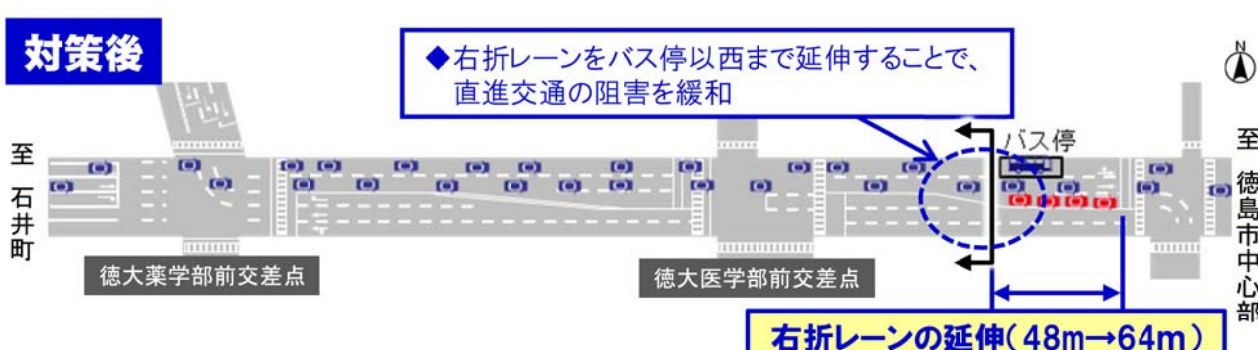 対策後
◆右折レーンをバス停以西まで延伸することで、
直進交通の阻害を緩和
N
バス停
至 石井町
至 徳島市中心部
徳大薬学部前交差点
徳大医学部前交差点
右折レーンの延伸(48m→64m)